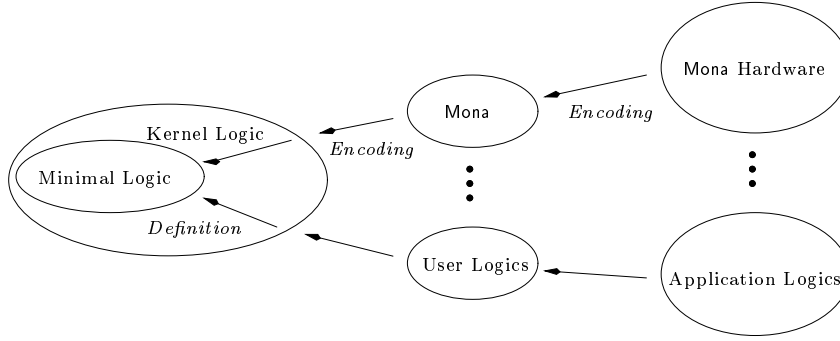 Mona Hardware
Mona
Encoding
Kernel Logic
Encoding
Minimal Logic
Definition
User Logics
Application Logics